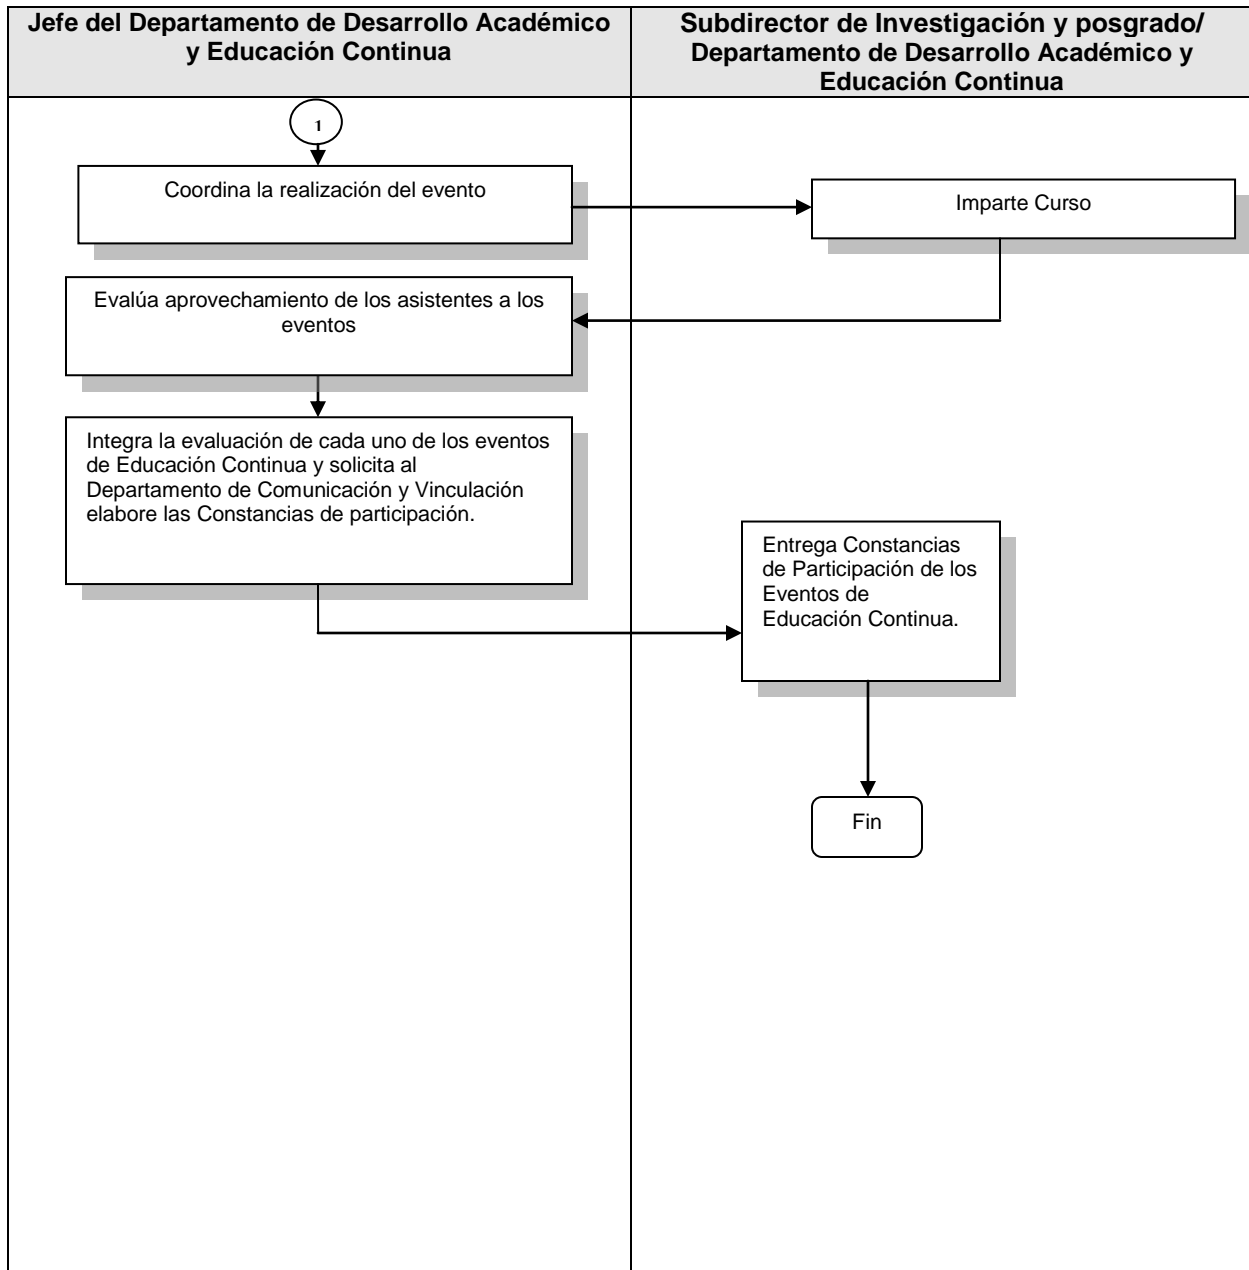 Jefe del Departamento de Desarrollo Académico
y Educación Continua
Subdirector de Investigación y posgrado/
Departamento de Desarrollo Académico y
Educación Continua
1
Coordina la realización del evento
Imparte Curso
Evalúa aprovechamiento de los asistentes a los
eventos
Integra la evaluación de cada uno de los eventos
de Educación Continua y solicita al
Departamento de Comunicación y Vinculación
elabore las Constancias de participación.
Entrega Constancias
de Participación de los
Eventos de
Educación Continua.
Fin